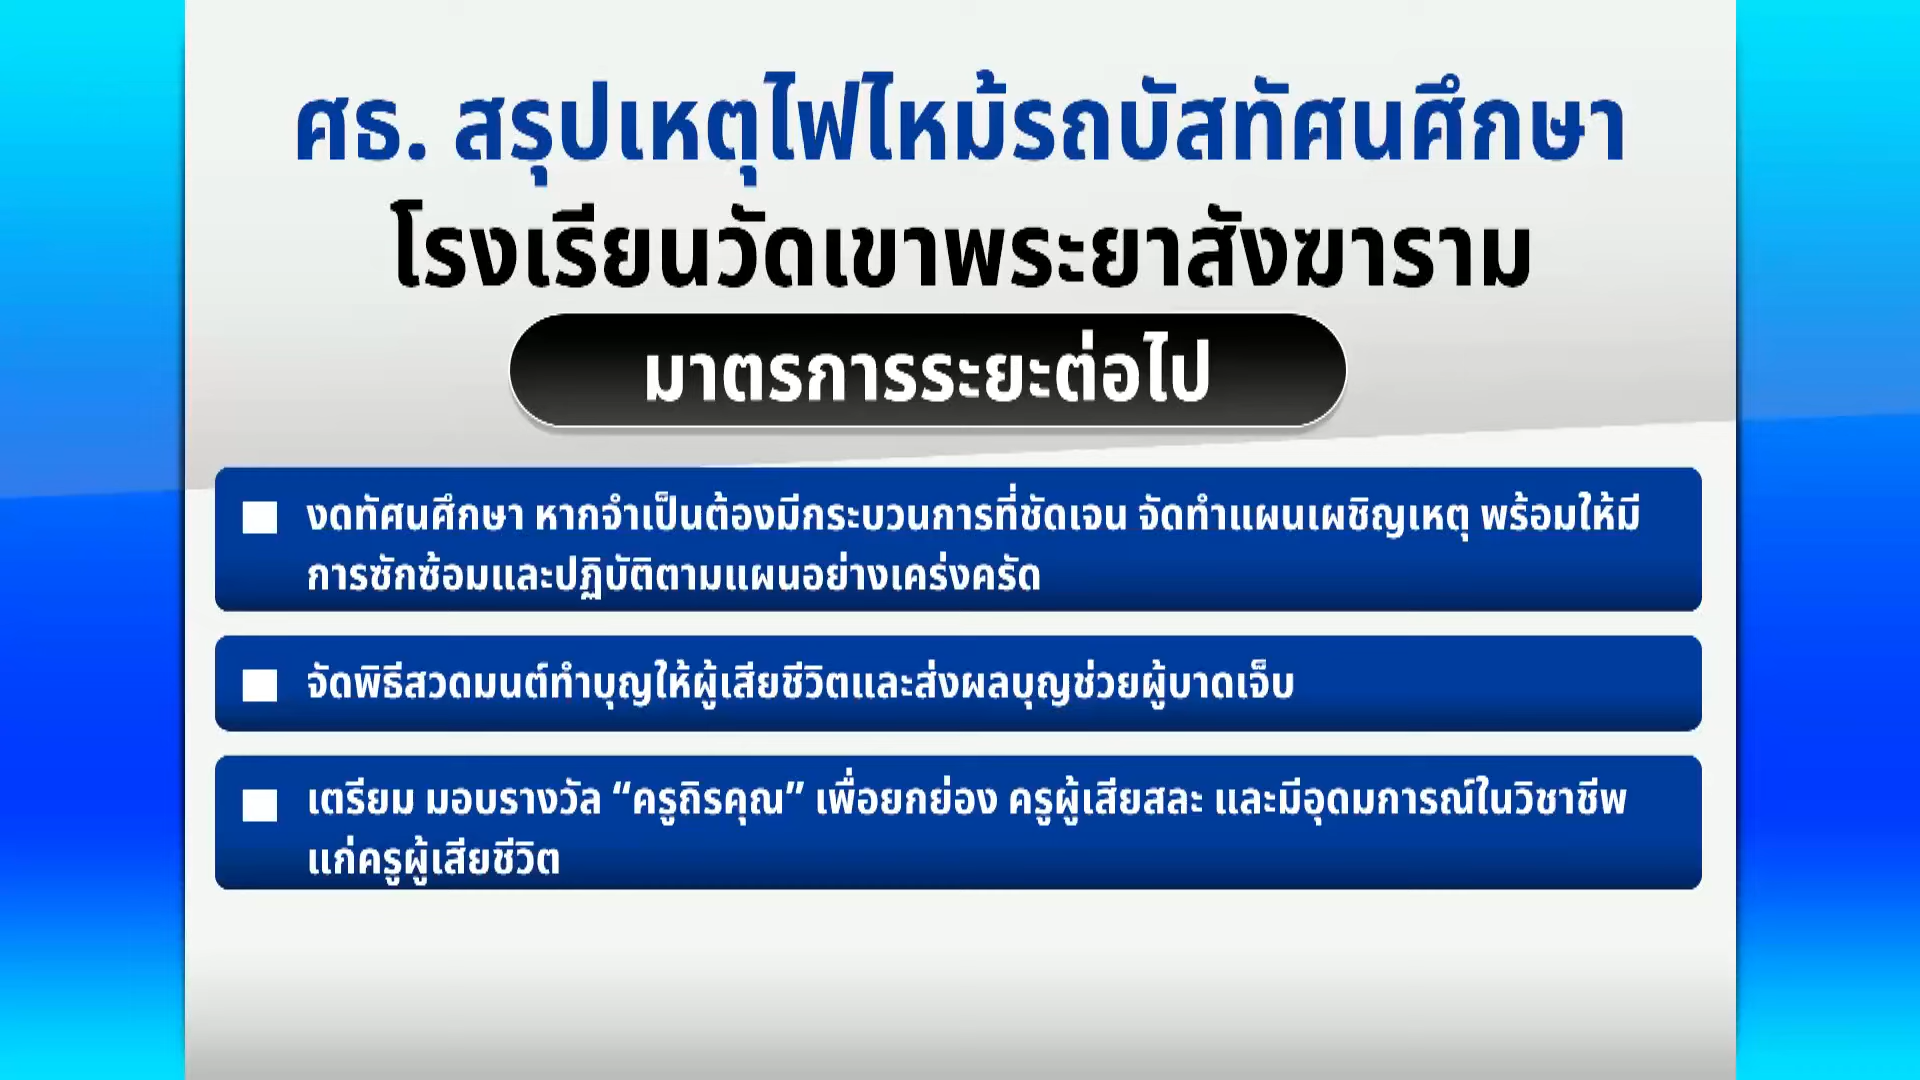 ศธ. สรุปเหตุไฟไหม้รถบัสทัศนศึกษา
โรงเรียนวัดเขาพระยาสังฆาราม
มาตรการระยะต่อไป
งดทัศนศึกษา หากจำเป็นต้องมีกระบวนการที่ชัดเจน จัดทำแผนเผชิญเหตุ พร้อมให้มี
การซักซ้อมและปฏิบัติตามแผนอย่างเคร่งครัด
จัดพิธีสวดมนต์ทำบุญให้ผู้เสียชีวิตและส่งผลบุญช่วยผู้บาดเจ็บ
เตรียม มอบรางวัล “ครูถิรคุณ” เพื่อยกย่อง ครูผู้เสียสละ และมีอุดมการณ์ในวิชาชีพ
แก่ครูผู้เสียชีวิต